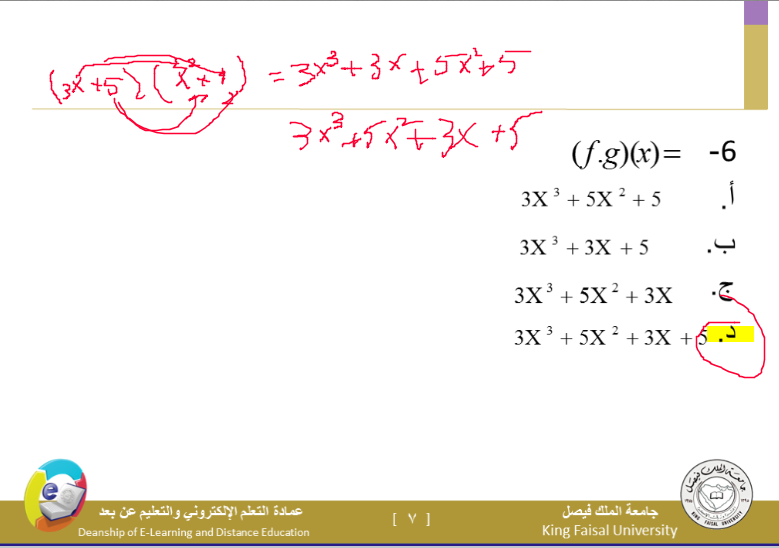 (3x+5)(x²+1) = 3x³+3x+5x²+5
3x³+5x²+3x+5
(f.g)(x)= -6
أ. 3X³ + 5X² + 5
ب. 3X³ + 3X + 5
ج. 3X³ + 5X² + 3X
د. 3X³ + 5X² + 3X + 5
عمادة التعلم الإلكتروني والتعليم عن بعد
Deanship of E-Learning and Distance Education
[ ٧ ]
جامعة الملك فيصل
King Faisal University